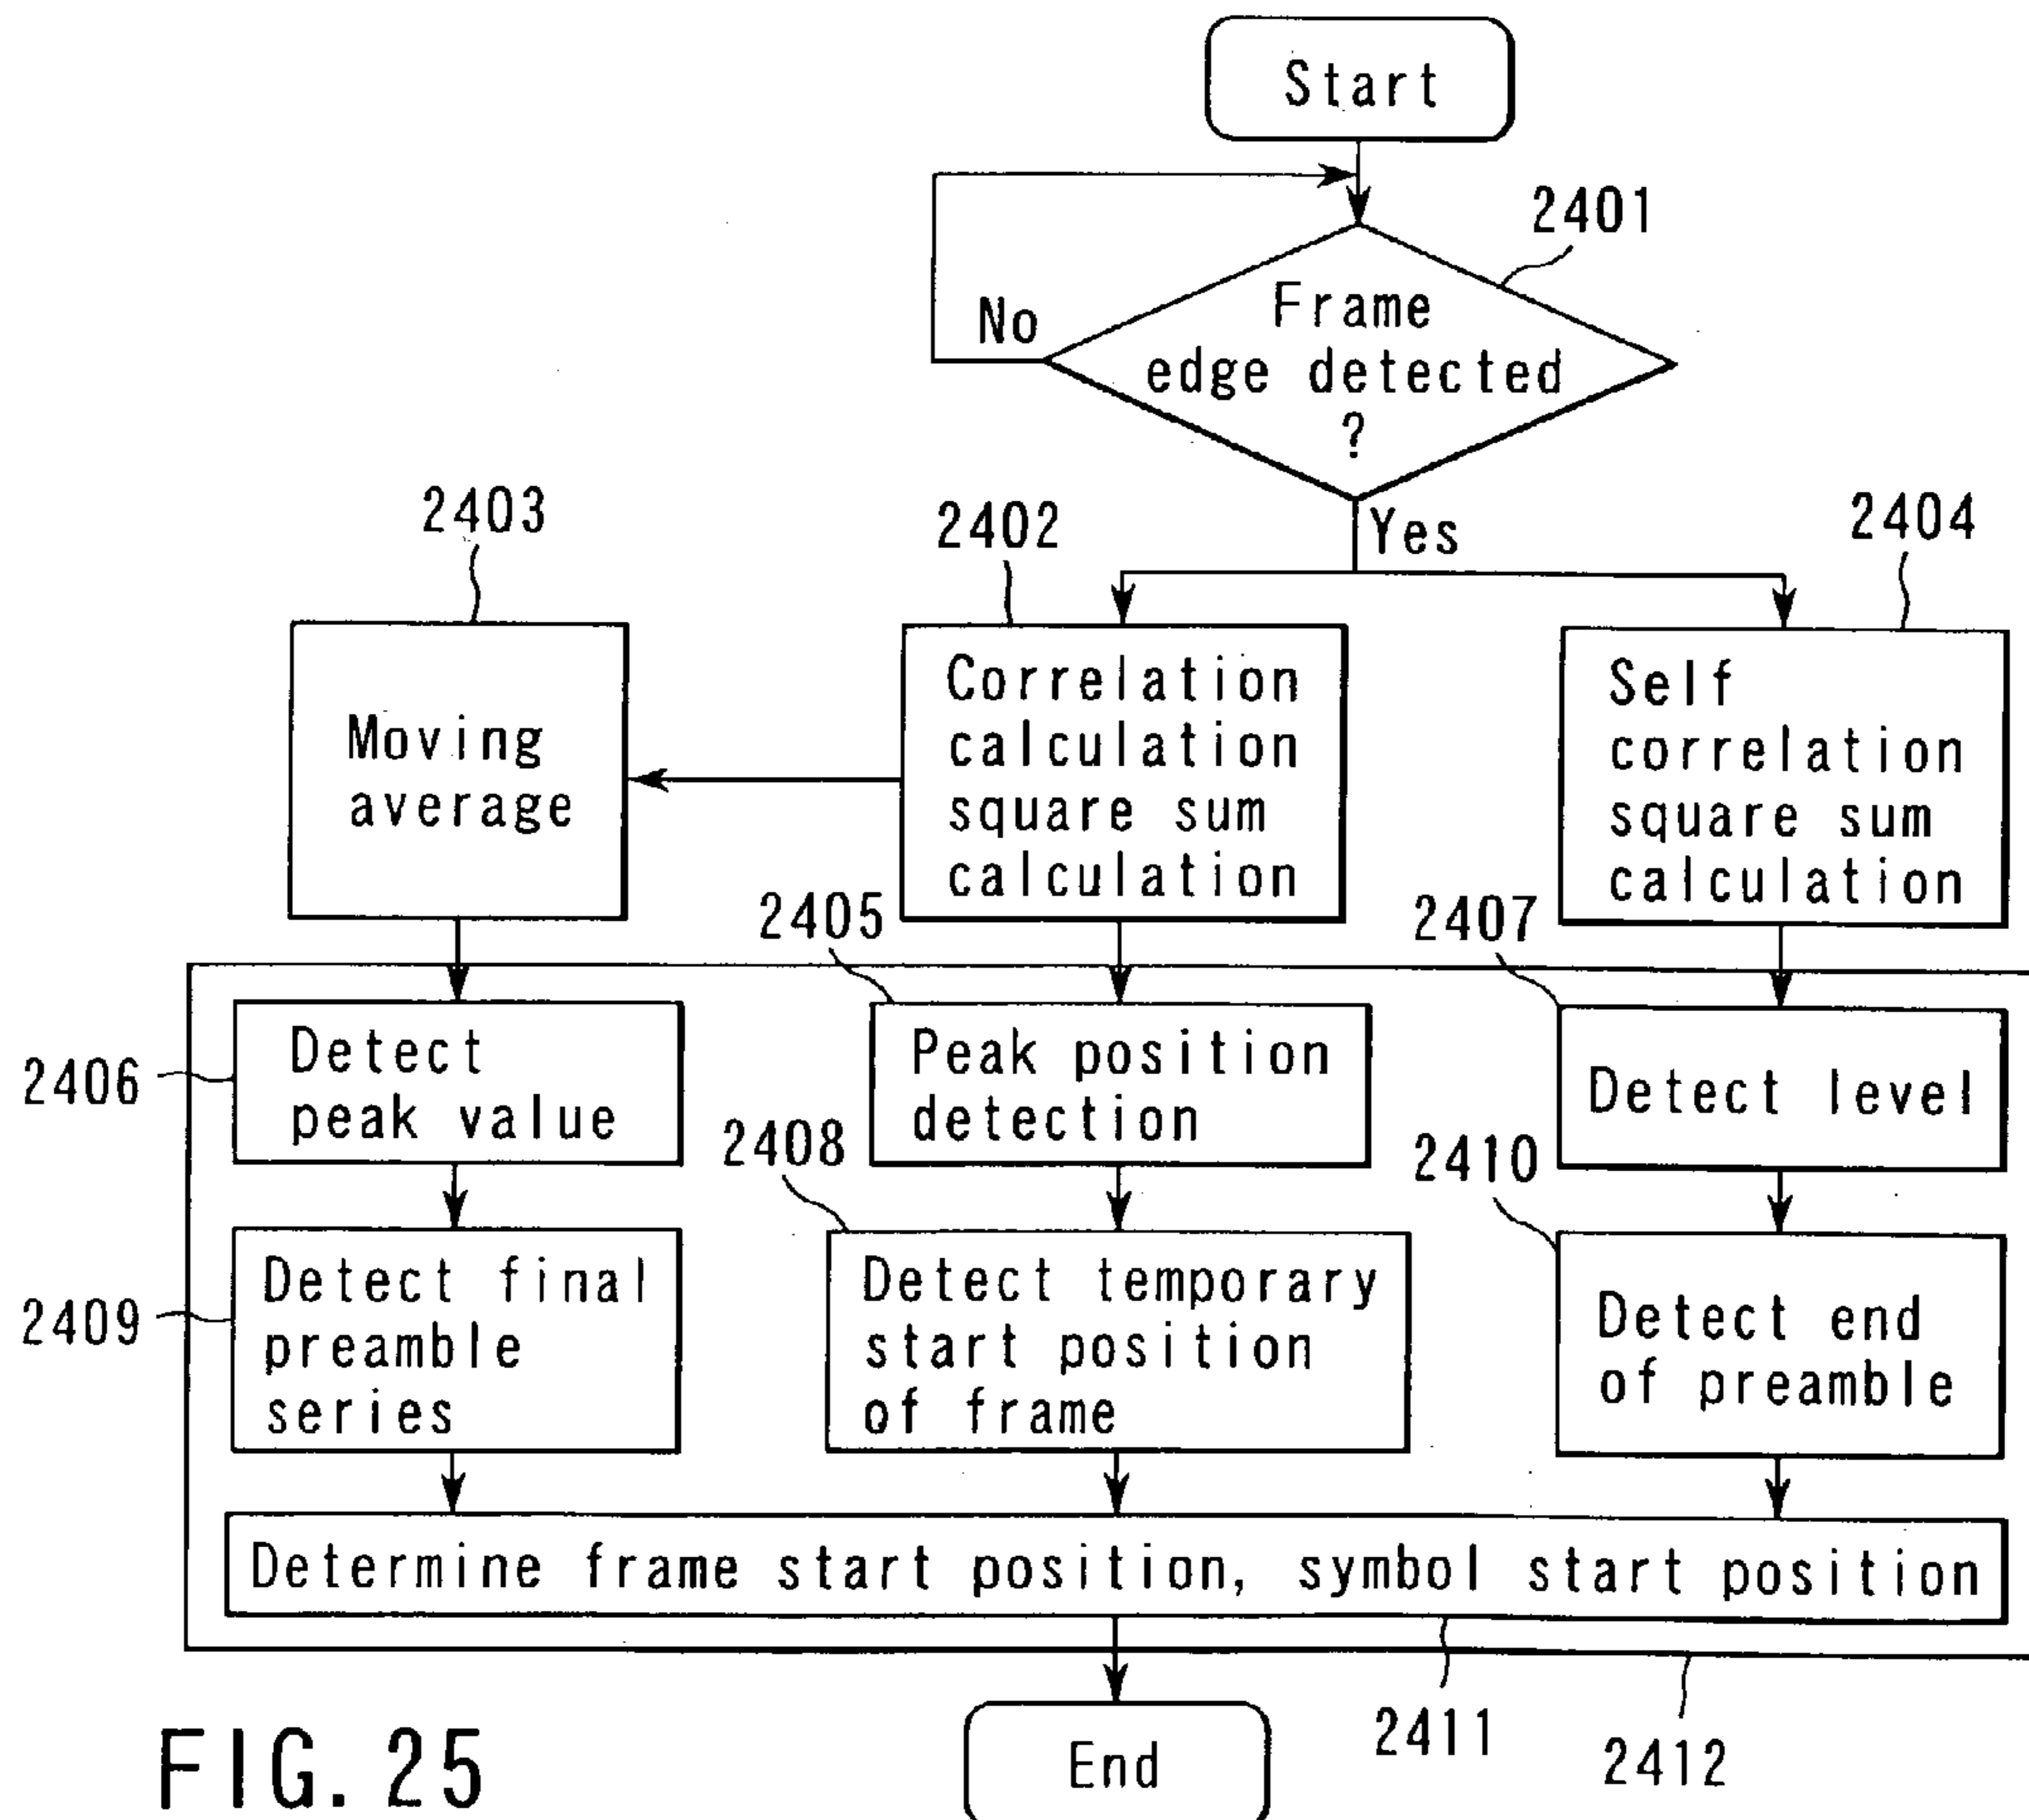 Start
2401
Frame
edge detected
?
No
Yes
2403
2402
2404
Moving
average
Correlation
calculation
square sum
calculation
Self
correlation
square sum
calculation
2405
2407
2406
Detect
peak value
Peak position
detection
Detect level
2408
2410
2409
Detect final
preamble
series
Detect temporary
start position
of frame
Detect end
of preamble
Determine frame start position, symbol start position
2411
2412
End
FIG. 25